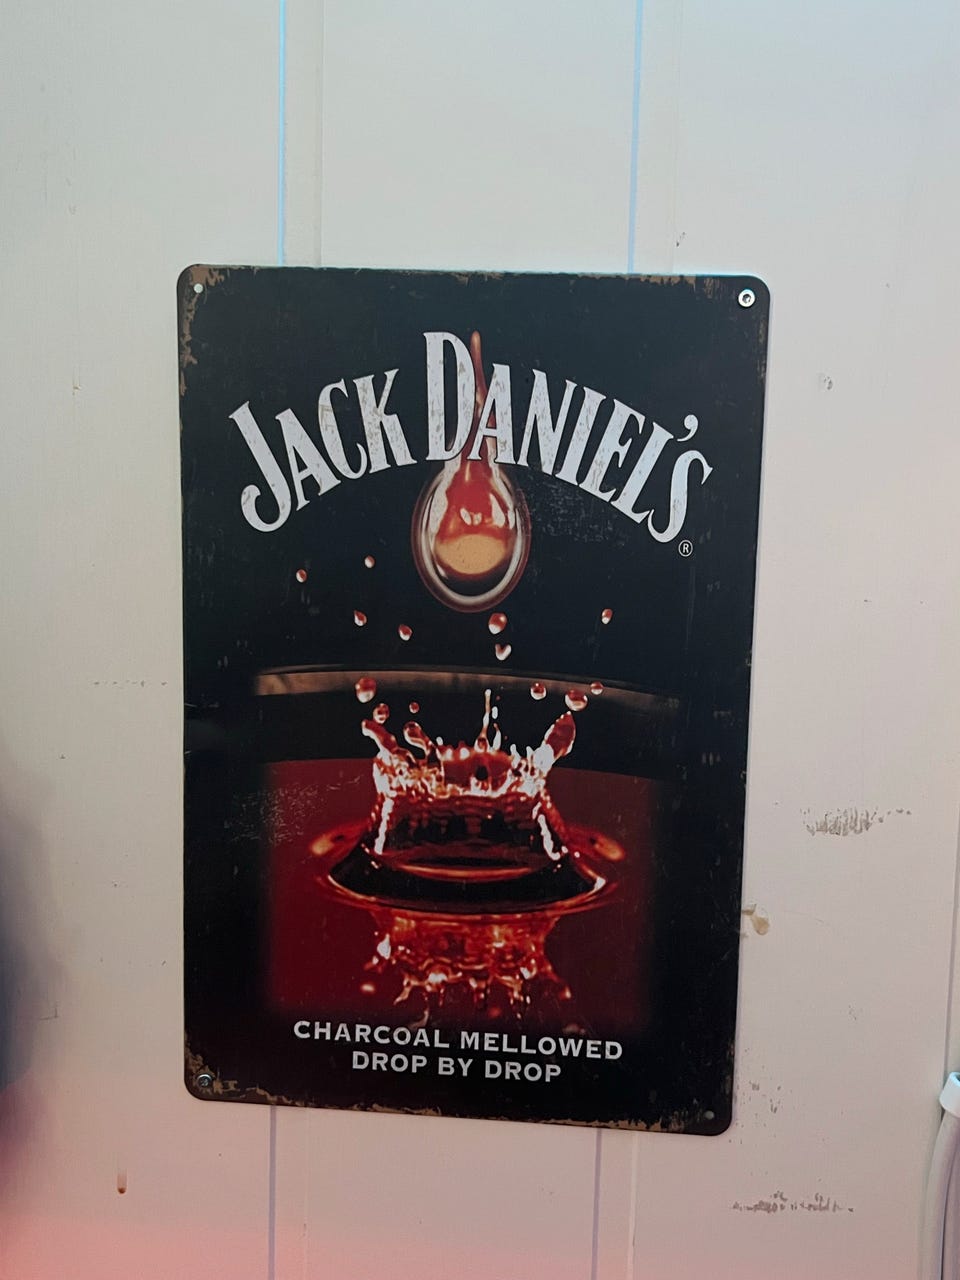 JACK DANIEL'S®
CHARCOAL MELLOWED
DROP BY DROP